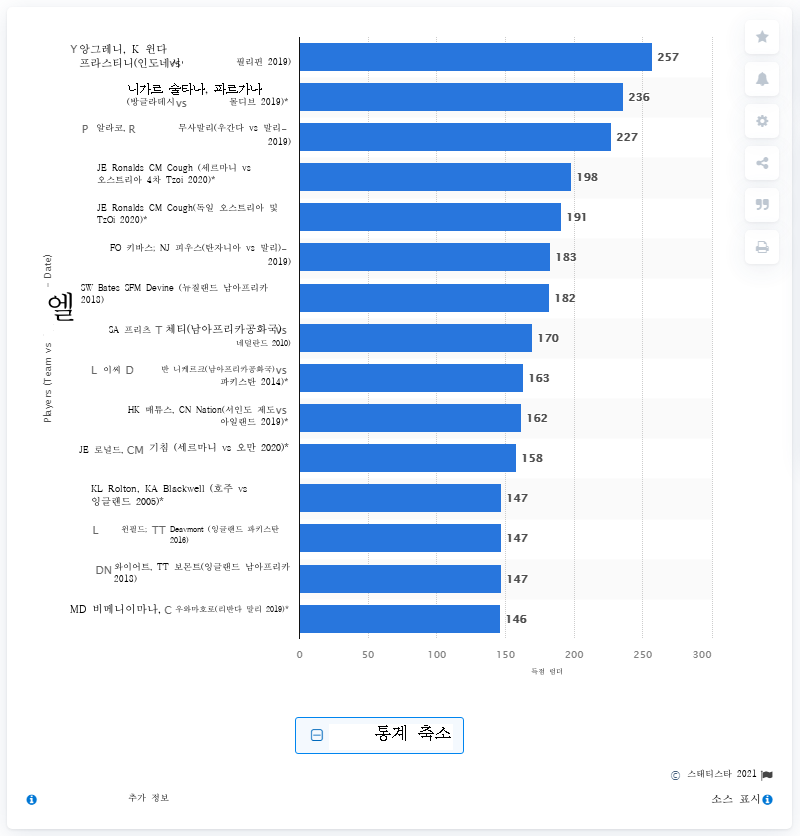 Y 앙그레니, K 윈다
프라스티니(인도네 vs 필리핀 2019)
257
니가르 술타나, 파르가나
(방글라데시 vs 몰디브 2019)*
236
P 알라코, R 무사말리(우간다 vs 말리-
2019)
227
JE Ronalds CM Cough (세르마니 vs
오스트리아 4차 Tzoi 2020)*
198
JE Ronalds CM Cough(독일 오스트리아 및
TzOi 2020)*
191
FO 키바스; NJ 피우스(탄자니아 vs 말리)-
2019)
183
SW Bates SFM Devine (뉴질랜드 남아프리카
2018)
182
SA 프리츠 T 체티(남아프리카공화국)vs
네덜란드 2010)
170
L 이씨 D 반 니케르크(남아프리카공화국)vs
파키스탄 2014)*
163
HK 매튜스, CN Nation(서인도 제도vs
아일랜드 2019)*
162
JE 로널드, CM 기침 (세르마니 vs 오만 2020)*
158
KL Rolton, KA Blackwell (호주 vs
잉글랜드 2005)*
147
L 윈필드; TT Deavmont (잉글랜드 파키스탄
2016)
147
DN 와이어트, TT 보몬트(잉글랜드 남아프리카
2018)
147
MD 비메니이마나, C 우와마호로(리반다 말리 2019)*
146
Players (Team vs 엘 - Date)
0 50 100 150 200 250 300
득점 런더
통계 축소
© 스태티스타 2021
추가 정보
소스 표시